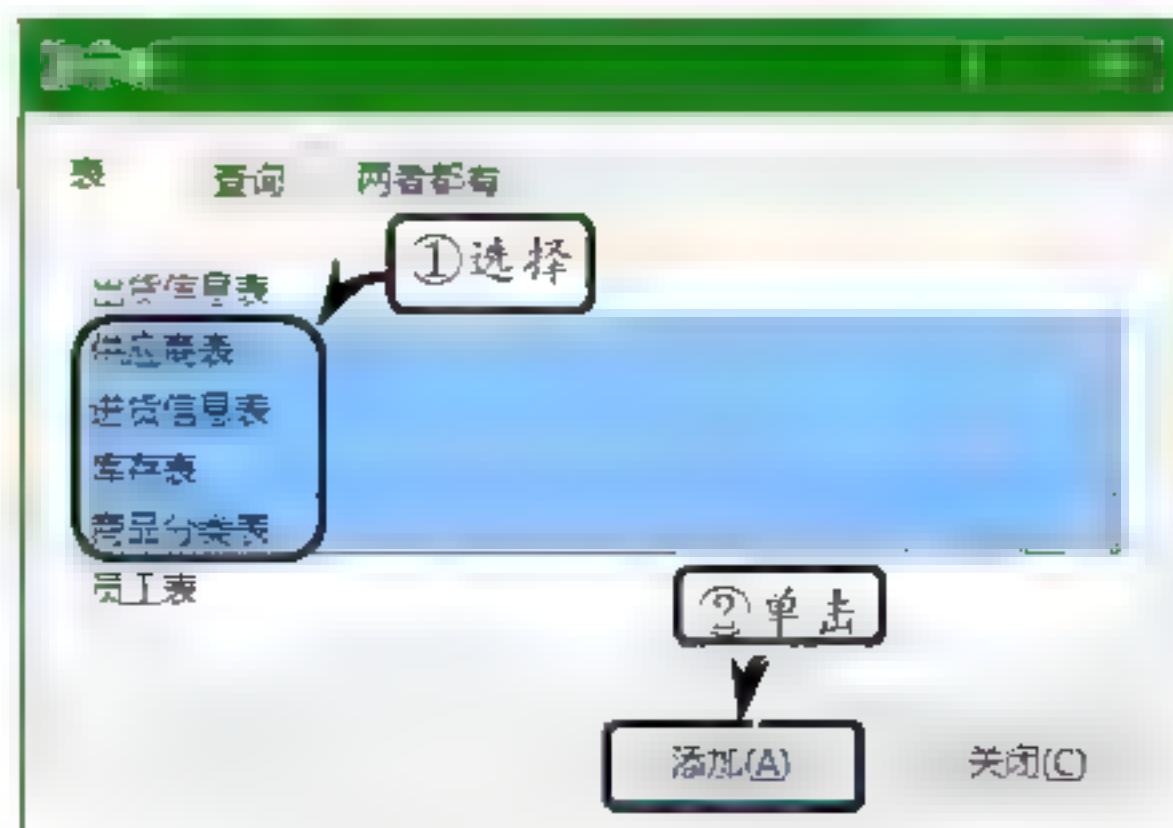 表 查询 两者都有
①选择
出货信息表
供应商表
进货信息表
库存表
商品分类表
员工表
②单击
添加(A) 关闭(C)